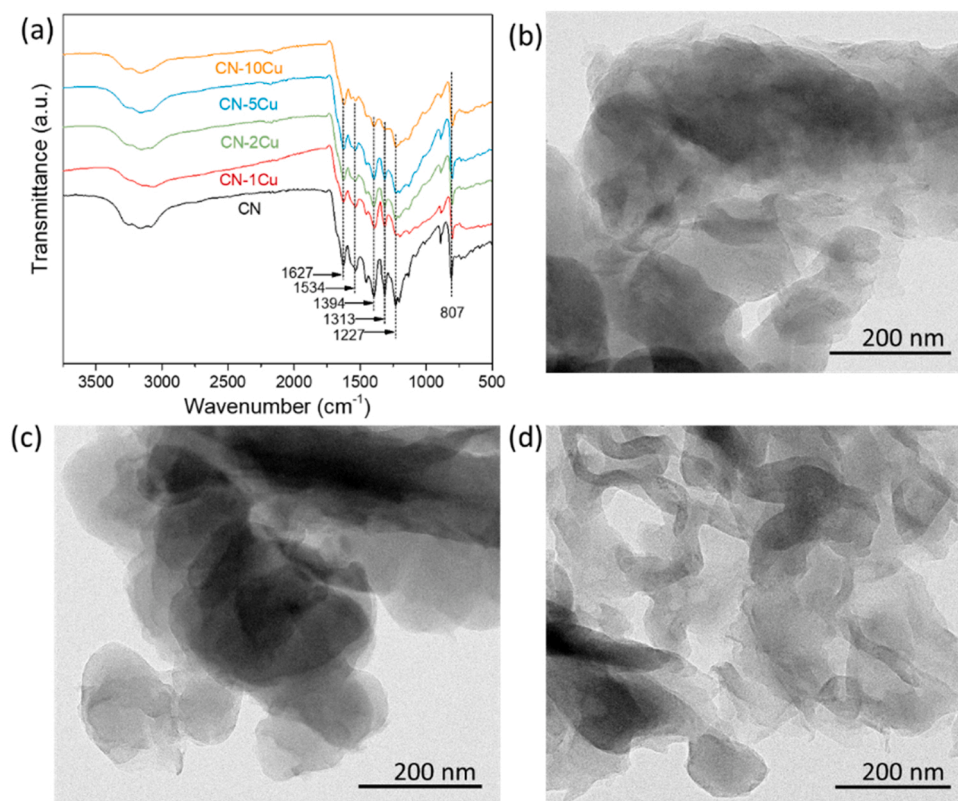 (a)
Transmittance (a.u.)
CN-10Cu
CN-5Cu
CN-2Cu
CN-1Cu
CN
1627
1534
1394
1313
1227
807
3500 3000 2500 2000 1500 1000 500
Wavenumber (cm⁻¹)
(b)
200 nm
(c)
200 nm
(d)
200 nm